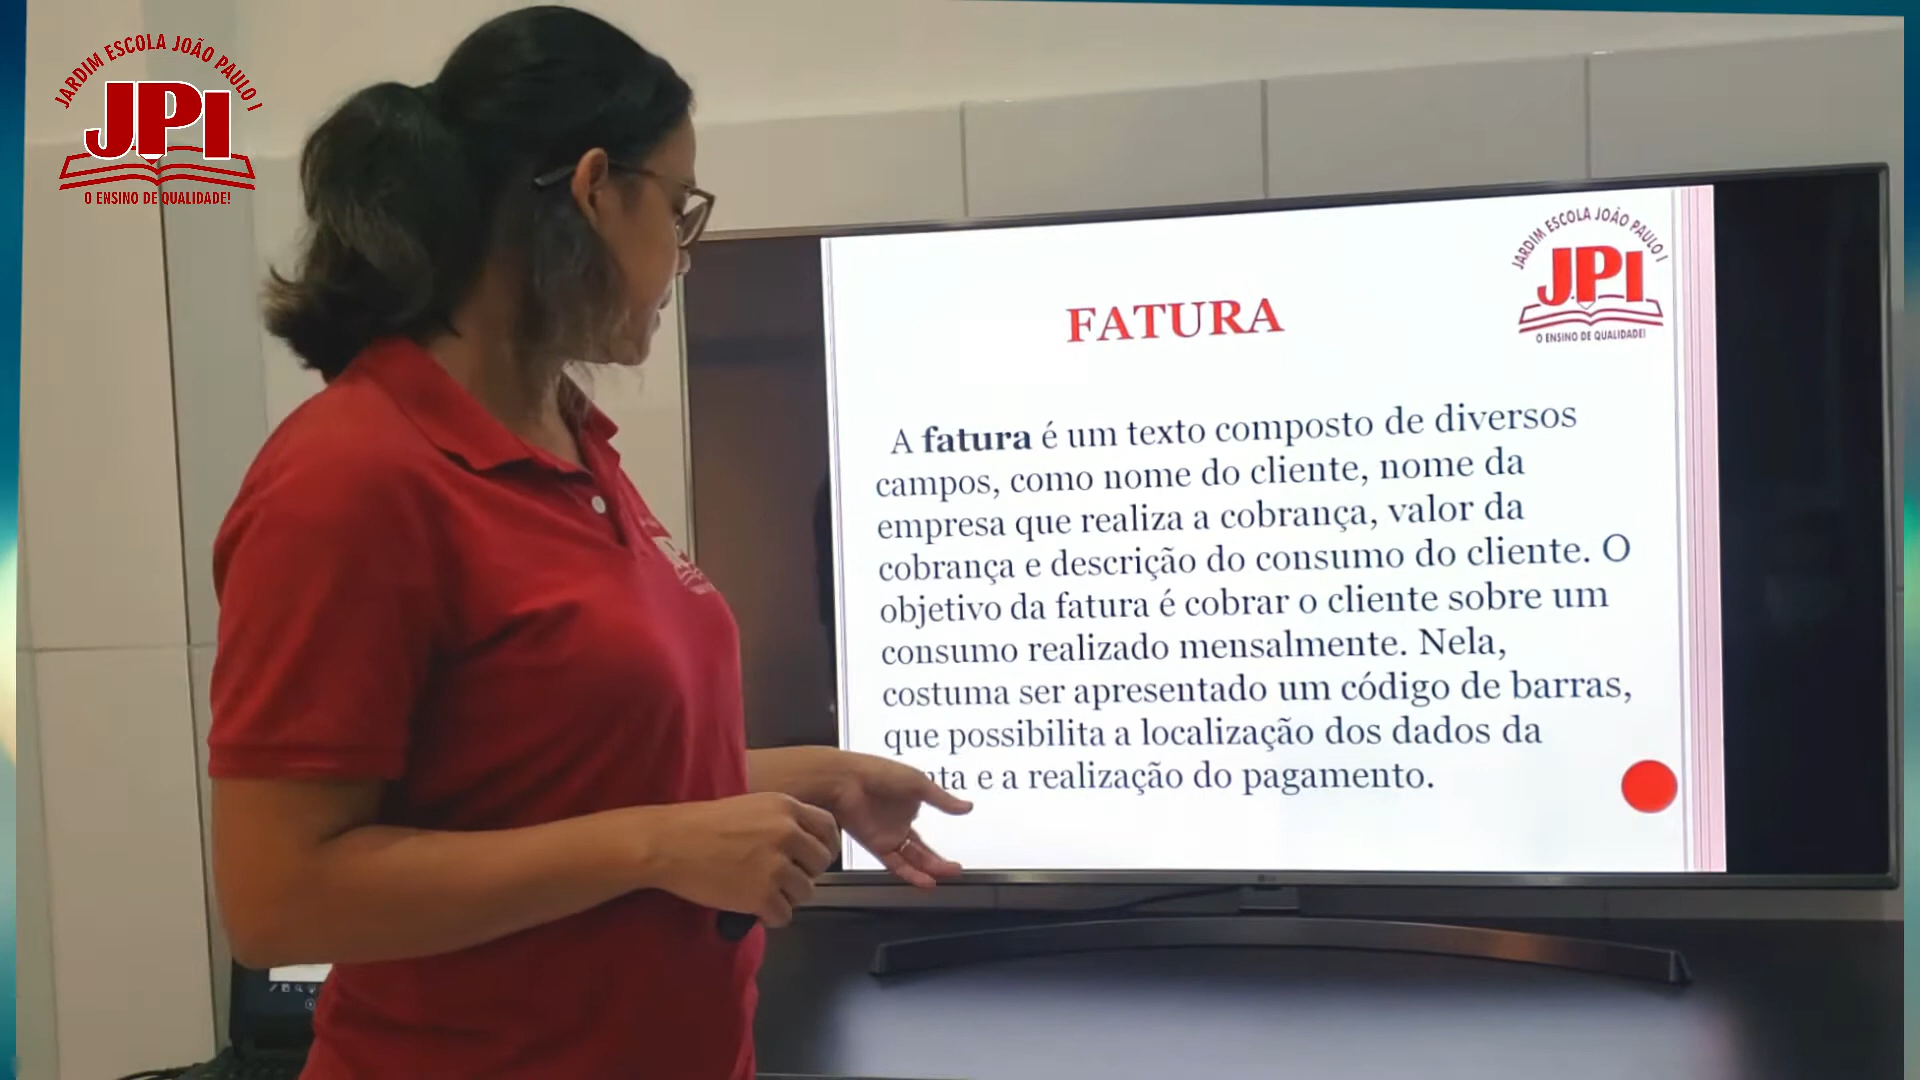 JARDIM ESCOLA JOÃO PAULO I
JPI
O ENSINO DE QUALIDADE!
JARDIM ESCOLA JOÃO PAULO I
JPI
O ENSINO DE QUALIDADE!
FATURA
A fatura é um texto composto de diversos
campos, como nome do cliente, nome da
empresa que realiza a cobrança, valor da
cobrança e descrição do consumo do cliente. O
objetivo da fatura é cobrar o cliente sobre um
consumo realizado mensalmente. Nela,
costuma ser apresentado um código de barras,
que possibilita a localização dos dados da
e a realização do pagamento.
LG